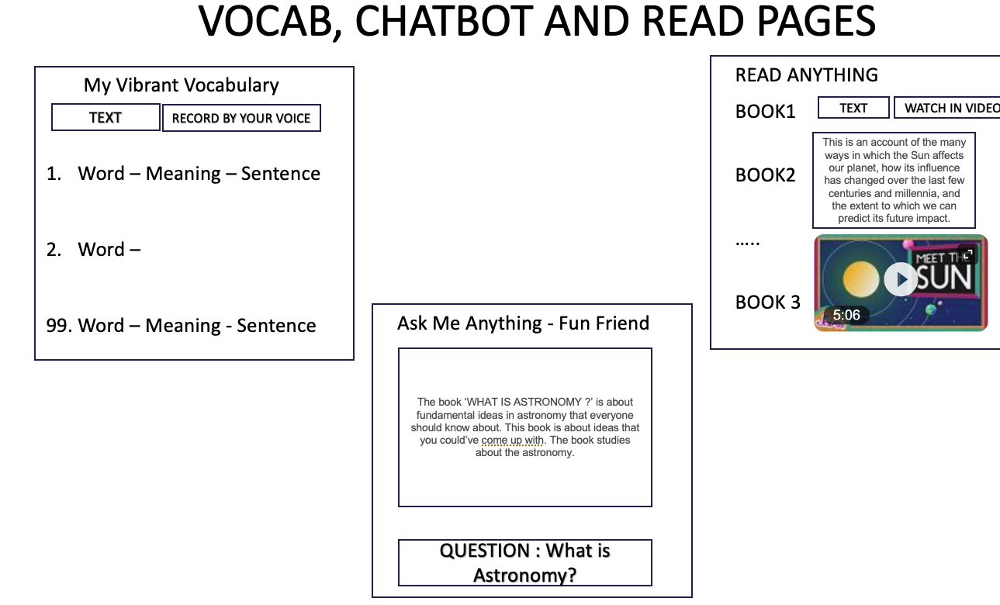 VOCAB, CHATBOT AND READ PAGES
My Vibrant Vocabulary
TEXT
RECORD BY YOUR VOICE
1. Word – Meaning – Sentence
2. Word –
99. Word – Meaning - Sentence
Ask Me Anything - Fun Friend
The book ‘WHAT IS ASTRONOMY ?’ is about
fundamental ideas in astronomy that everyone
should know about. This book is about ideas that
you could’ve come up with. The book studies
about the astronomy.
QUESTION : What is
Astronomy?
READ ANYTHING
BOOK1
TEXT
WATCH IN VIDEO
BOOK2
This is an account of the many
ways in which the Sun affects
our planet, how its influence
has changed over the last few
centuries and millennia, and
the extent to which we can
predict its future impact.
.....
BOOK 3
MEET THE
SUN
5:06